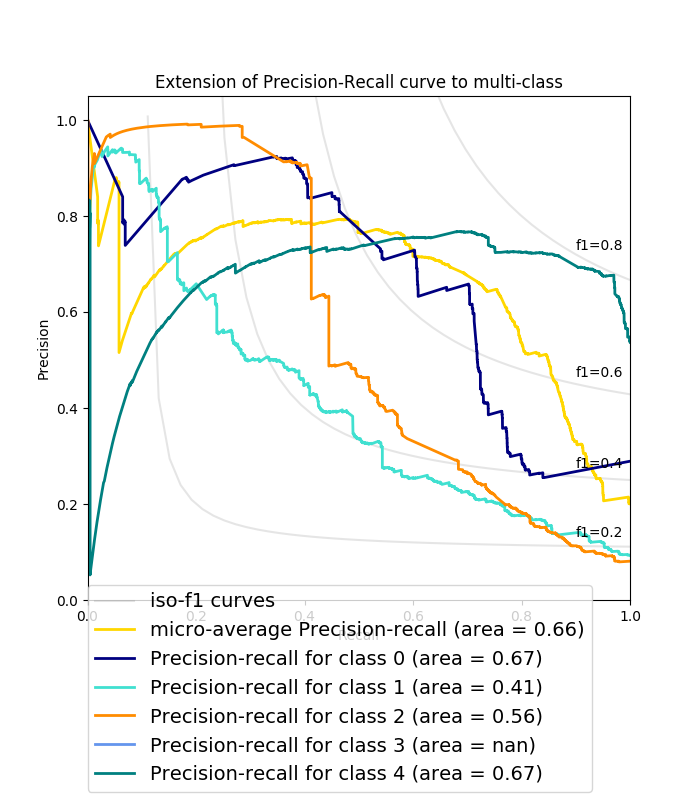 Extension of Precision-Recall curve to multi-class
1.0
0.8
0.6
0.4
0.2
0.0
Precision
f1=0.8
f1=0.6
f1=0.4
f1=0.2
0.0 0.2 0.4 0.6 0.8 1.0
Recall
iso-f1 curves
micro-average Precision-recall (area = 0.66)
Precision-recall for class 0 (area = 0.67)
Precision-recall for class 1 (area = 0.41)
Precision-recall for class 2 (area = 0.56)
Precision-recall for class 3 (area = nan)
Precision-recall for class 4 (area = 0.67)